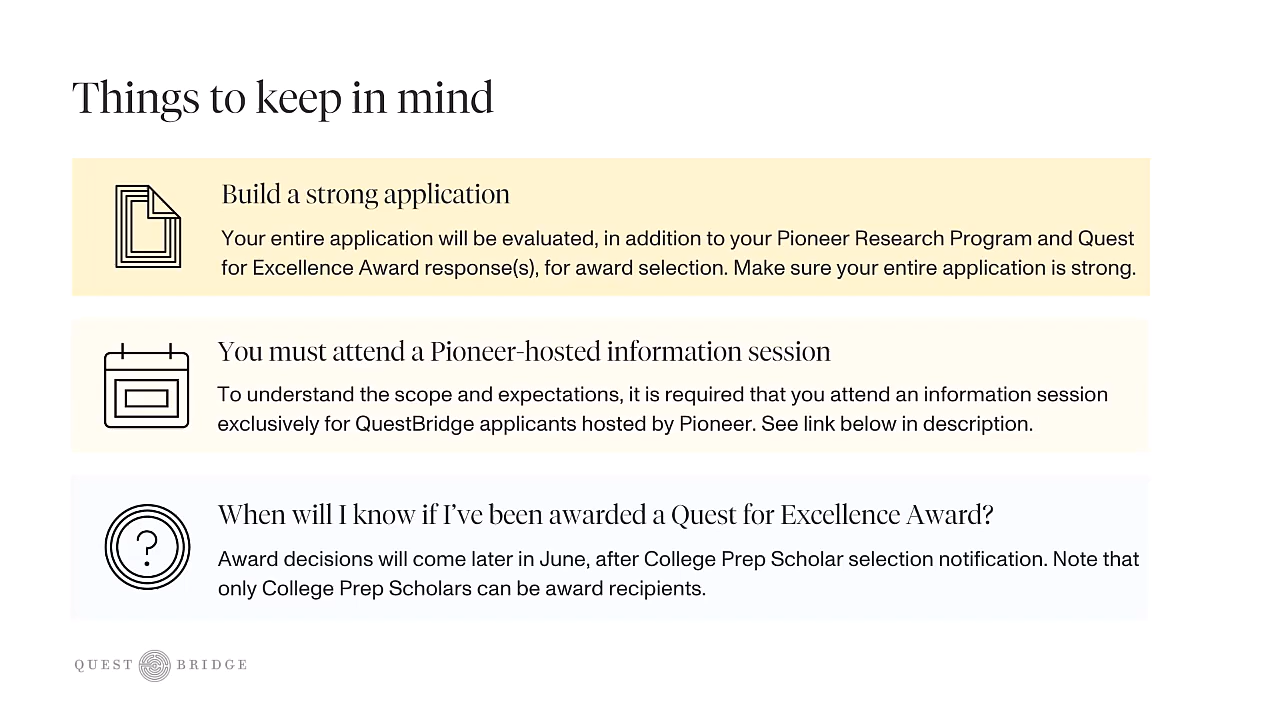 Things to keep in mind
Build a strong application
Your entire application will be evaluated, in addition to your Pioneer Research Program and Quest
for Excellence Award response(s), for award selection. Make sure your entire application is strong.
You must attend a Pioneer-hosted information session
To understand the scope and expectations, it is required that you attend an information session
exclusively for QuestBridge applicants hosted by Pioneer. See link below in description.
When will I know if I’ve been awarded a Quest for Excellence Award?
Award decisions will come later in June, after College Prep Scholar selection notification. Note that
only College Prep Scholars can be award recipients.
QUEST BRIDGE